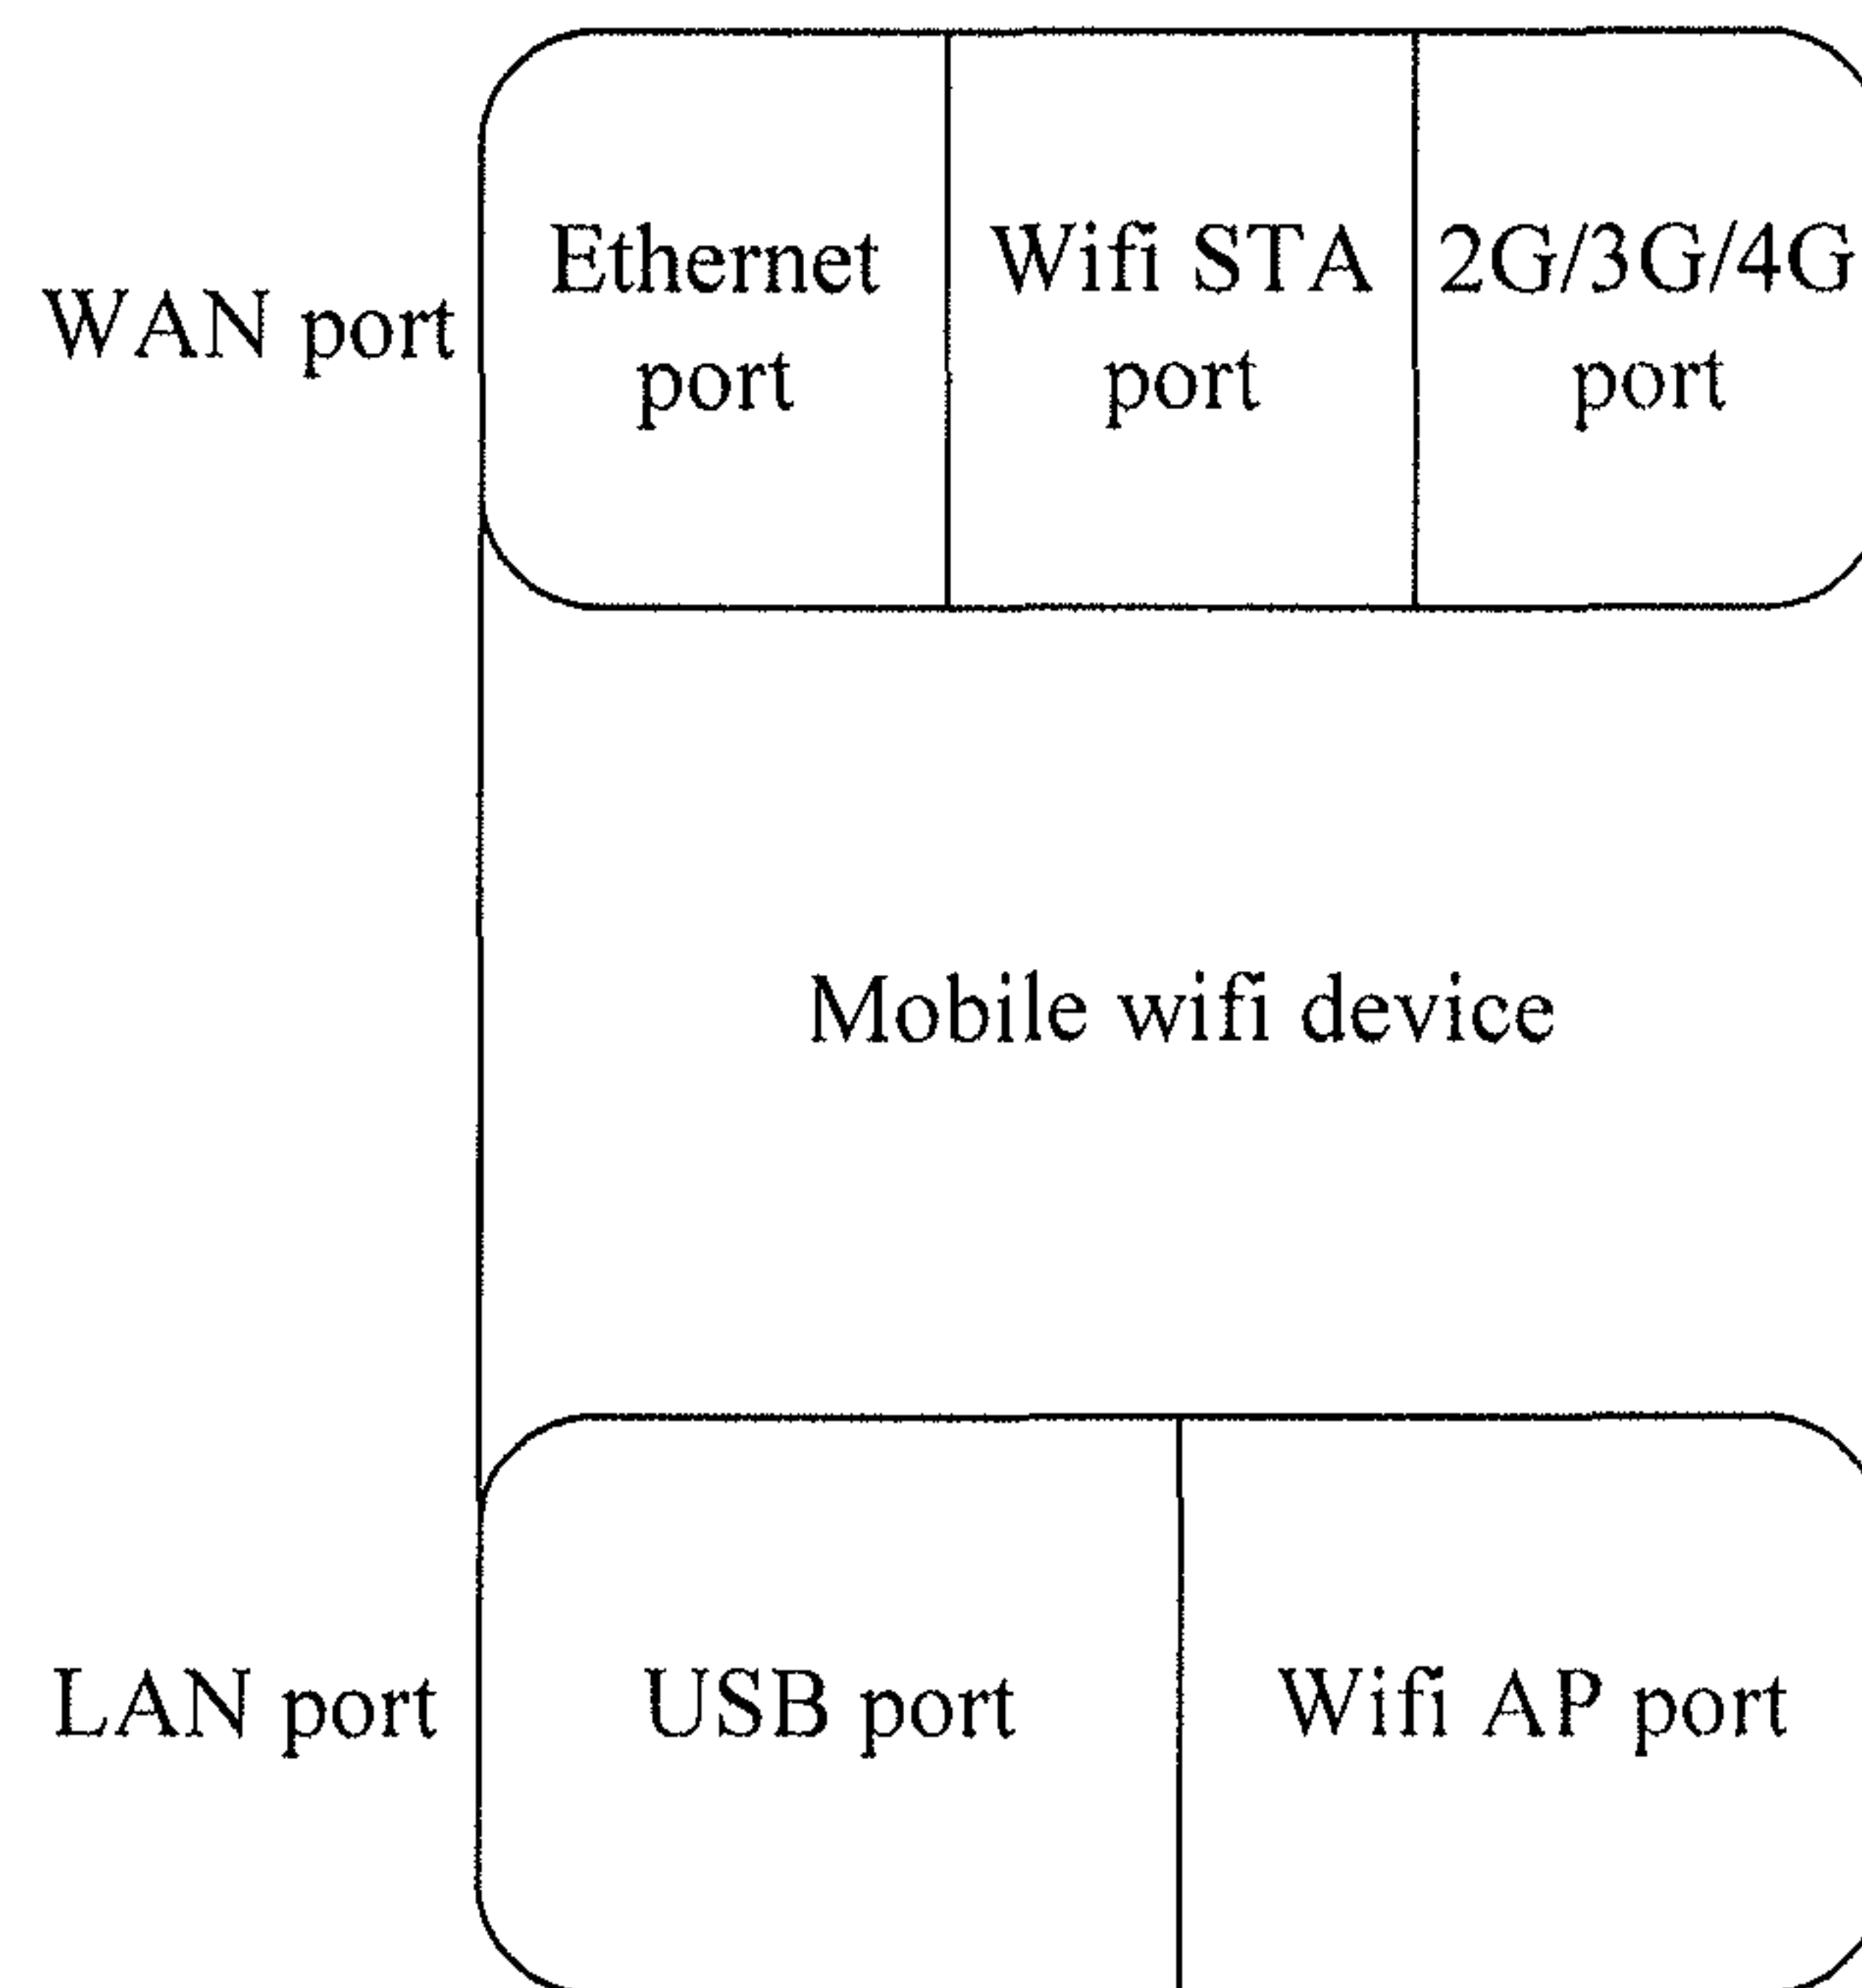 WAN port
Ethernet
port
Wifi STA
port
2G/3G/4G
port
Mobile wifi device
LAN port
USB port
Wifi AP port